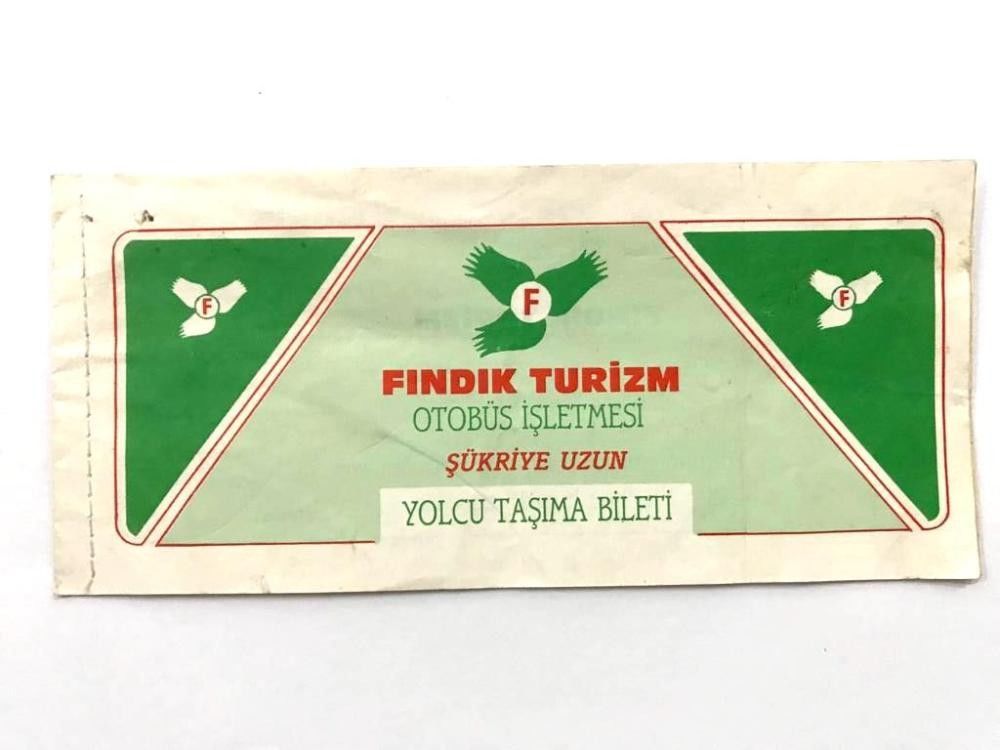 F
F
F
FINDIK TURİZM
OTOBÜS İŞLETMESİ
ŞÜKRİYE UZUN
YOLCU TAŞIMA BİLETİ